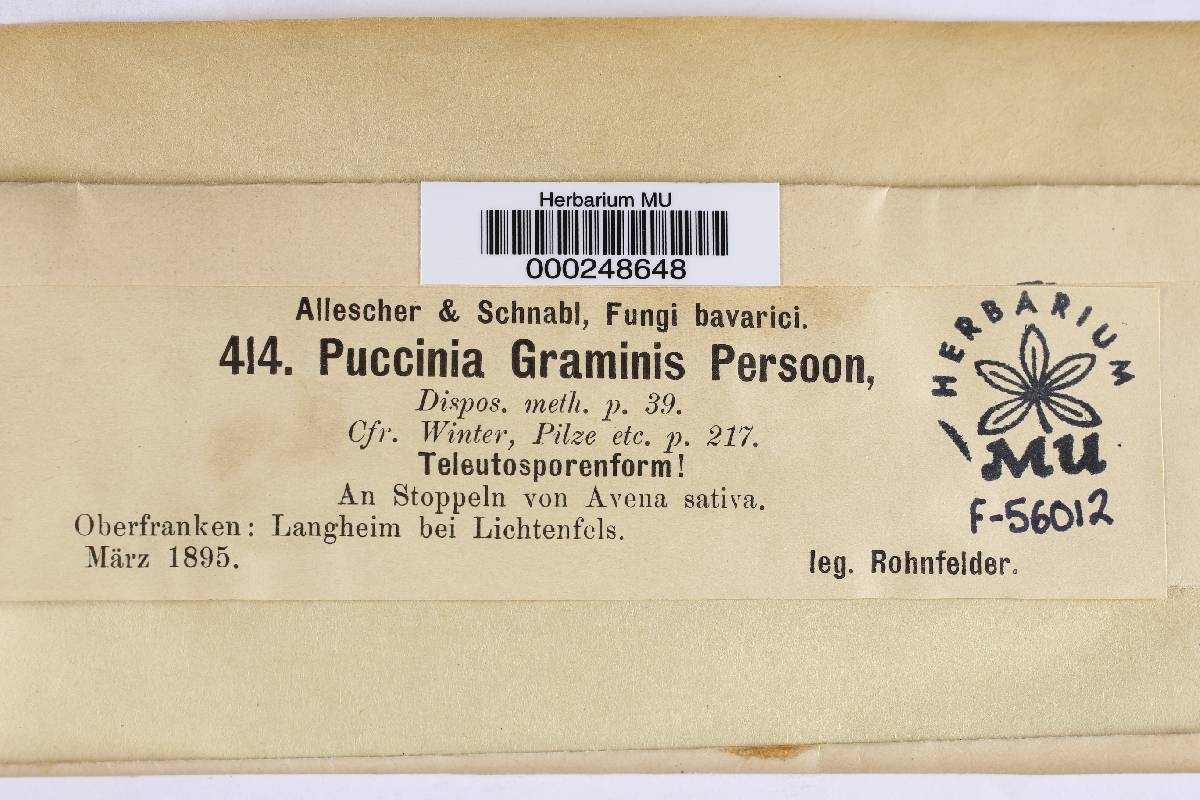 Herbarium MU
000248648
Allescher & Schnabl, Fungi bavarici.
414. Puccinia Graminis Persoon,
Dispos. meth. p. 39.
Cfr. Winter, Pilze etc. p. 217.
Teleutosporenform!
An Stoppeln von Avena sativa.
Oberfranken: Langheim bei Lichtenfels.
März 1895.
leg. Rohnfelder.
HERBARIUM
MU
F-56012